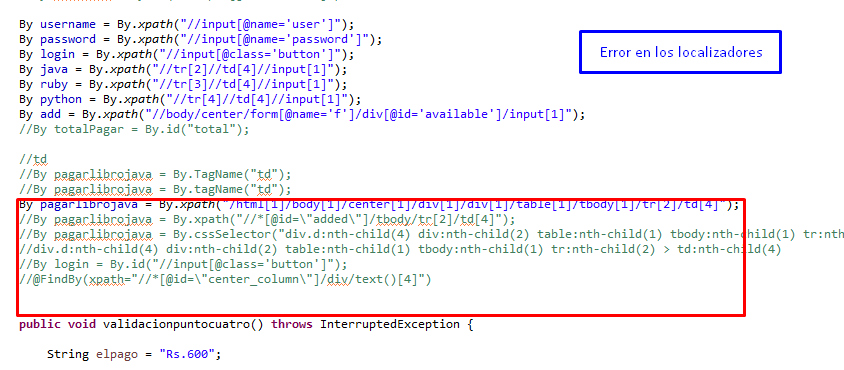 By username = By.xpath("//input[@name='user']");
By password = By.xpath("//input[@name='password']");
By login = By.xpath("//input[@class='button']");
By java = By.xpath("//tr[2]//td[4]//input[1]");
By ruby = By.xpath("//tr[3]//td[4]//input[1]");
By python = By.xpath("//tr[4]//td[4]//input[1]");
By add = By.xpath("//body/center/form[@name='f']/div[@id='available']/input[1]");
//By totalPagar = By.id("total");
Error en los localizadores
//td
//By pagarlibrojava = By.TagName("td");
//By pagarlibrojava = By.tagName("td");
By pagarlibrojava = By.xpath("/html[1]/body[1]/center[1]/div[1]/div[1]/table[1]/tbody[1]/tr[2]/td[4]");
//By pagarlibrojava = By.xpath("//*[@id=\"added\"]/tbody/tr[2]/td[4]");
//By pagarlibrojava = By.cssSelector("div.d:nth-child(4) div:nth-child(2) table:nth-child(1) tbody:nth-child(1) tr:nth
//div.d:nth-child(4) div:nth-child(2) table:nth-child(1) tbody:nth-child(1) tr:nth-child(2) > td:nth-child(4)
//By login = By.id("//input[@class='button']");
//@FindBy(xpath="//*[@id=\"center_column\"]/div/text()[4]")
public void validacionpuntocuatro() throws InterruptedException {
String elpago = "Rs.600";